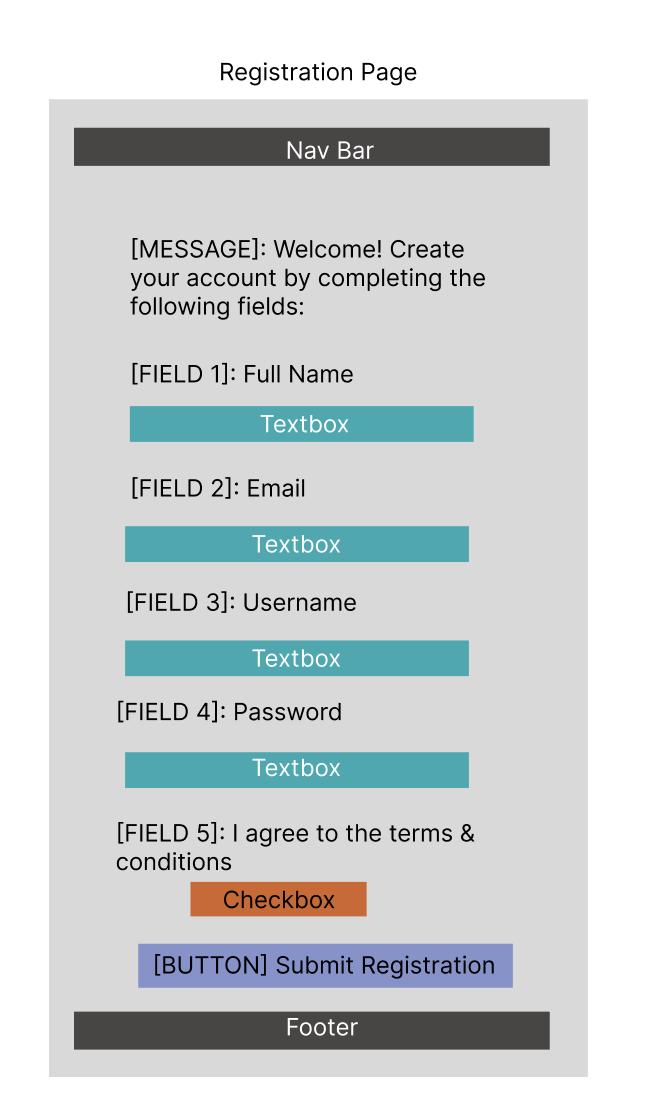 Registration Page
Nav Bar
[MESSAGE]: Welcome! Create
your account by completing the
following fields:
[FIELD 1]: Full Name
Textbox
[FIELD 2]: Email
Textbox
[FIELD 3]: Username
Textbox
[FIELD 4]: Password
Textbox
[FIELD 5]: I agree to the terms &
conditions
Checkbox
[BUTTON] Submit Registration
Footer